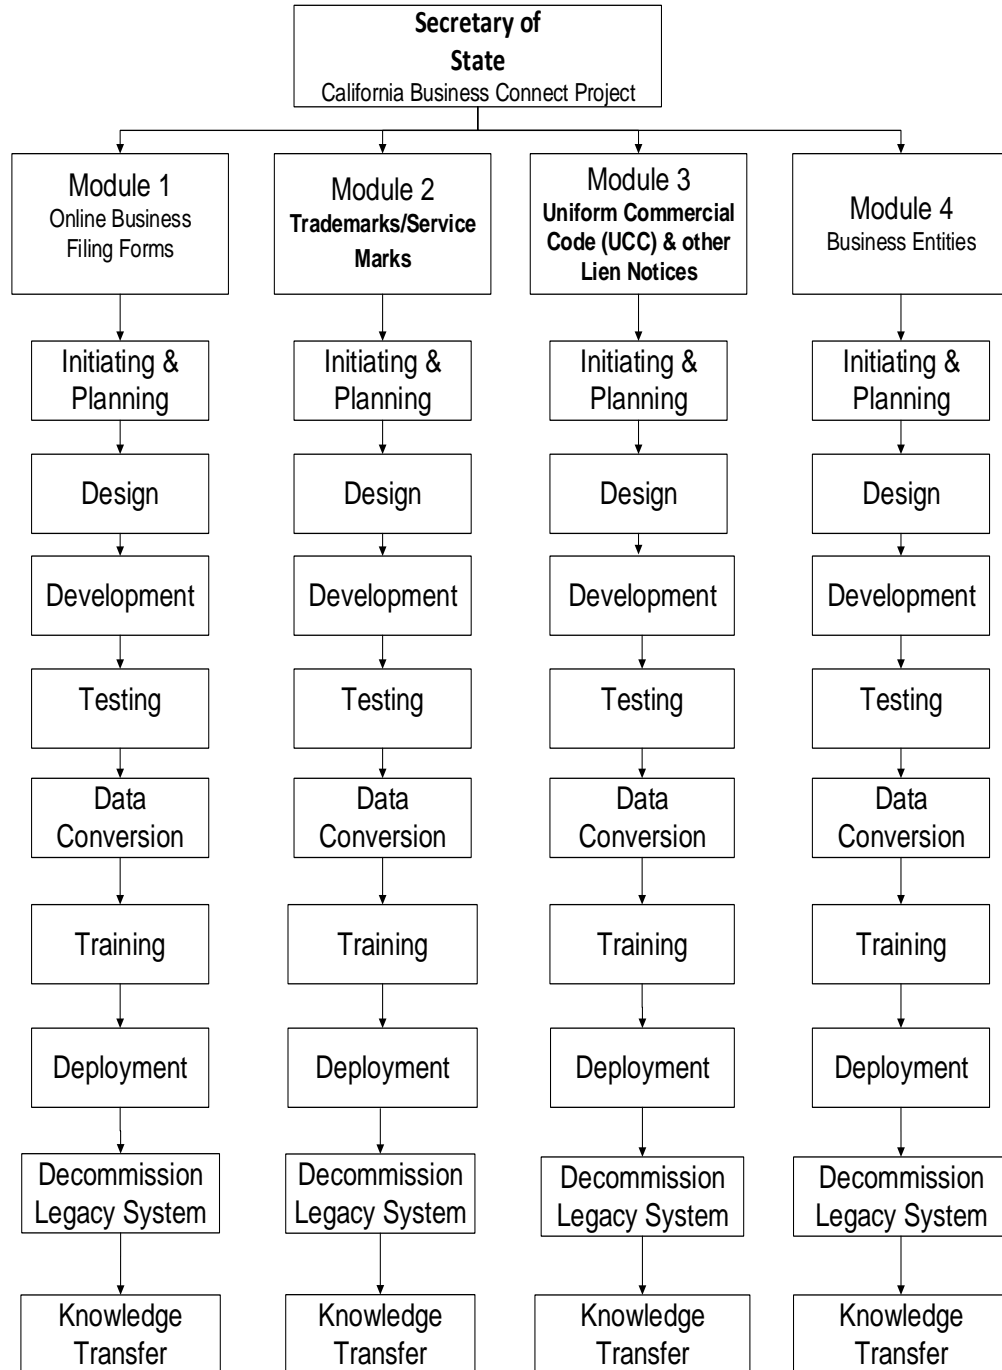 Secretary of
State
California Business Connect Project
Module 1
Online Business
Filing Forms
Module 2
Trademarks/Service
Marks
Module 3
Uniform Commercial
Code (UCC) & other
Lien Notices
Module 4
Business Entities
Initiating &
Planning
Initiating &
Planning
Initiating &
Planning
Initiating &
Planning
Design
Design
Design
Design
Development
Development
Development
Development
Testing
Testing
Testing
Testing
Data
Conversion
Data
Conversion
Data
Conversion
Data
Conversion
Training
Training
Training
Training
Deployment
Deployment
Deployment
Deployment
Decommission
Legacy System
Decommission
Legacy System
Decommission
Legacy System
Decommission
Legacy System
Knowledge
Transfer
Knowledge
Transfer
Knowledge
Transfer
Knowledge
Transfer